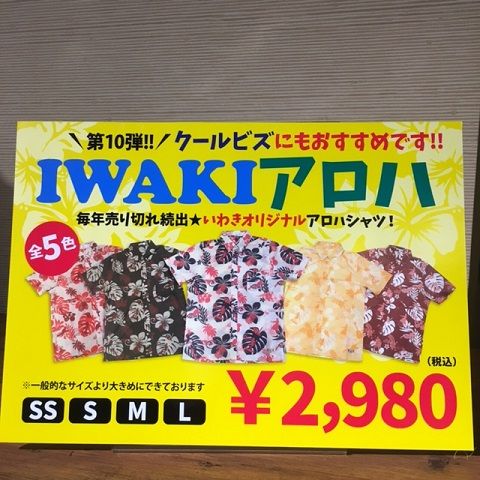 \第10弾!!/クールビズにもおすすめです!!
IWAKIアロハ
毎年売り切れ続出★いわきオリジナルアロハシャツ!
全5色
※一般的なサイズより大きめにできております
SS S M L
(税込)
¥2,980